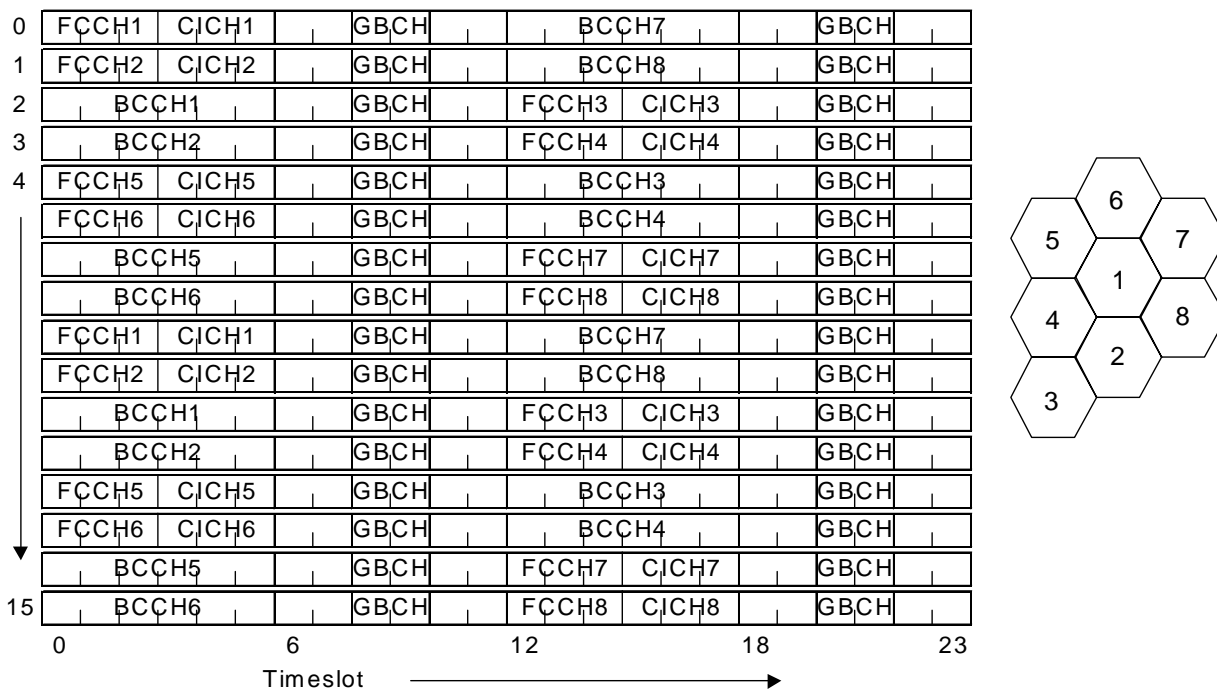 0 FCCH1 CICH1 GBCH BCCH7 GBCH
1 FCCH2 CICH2 GBCH BCCH8 GBCH
2 BCCH1 GBCH FCCH3 CICH3 GBCH
3 BCCH2 GBCH FCCH4 CICH4 GBCH
4 FCCH5 CICH5 GBCH BCCH3 GBCH
FCCH6 CICH6 GBCH BCCH4 GBCH
BCCH5 GBCH FCCH7 CICH7 GBCH
BCCH6 GBCH FCCH8 CICH8 GBCH
FCCH1 CICH1 GBCH BCCH7 GBCH
FCCH2 CICH2 GBCH BCCH8 GBCH
BCCH1 GBCH FCCH3 CICH3 GBCH
BCCH2 GBCH FCCH4 CICH4 GBCH
FCCH5 CICH5 GBCH BCCH3 GBCH
FCCH6 CICH6 GBCH BCCH4 GBCH
BCCH5 GBCH FCCH7 CICH7 GBCH
15 BCCH6 GBCH FCCH8 CICH8 GBCH
0 6 12 18 23
Timeslot
6
5 7
1
4 8
2
3